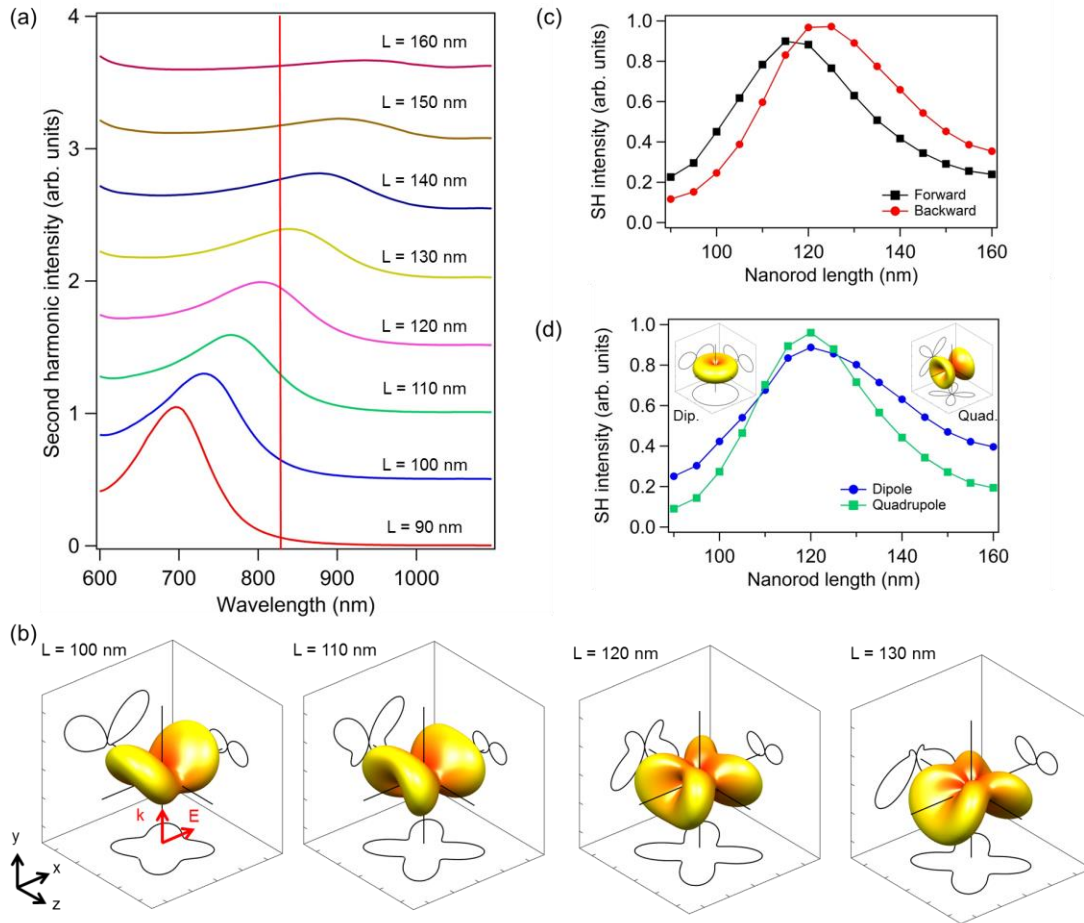 (a)
4
3
2
1
0
Second harmonic intensity (arb. units)
L = 160 nm
L = 150 nm
L = 140 nm
L = 130 nm
L = 120 nm
L = 110 nm
L = 100 nm
L = 90 nm
600 700 800 900 1000
Wavelength (nm)
(c)
1.0
0.8
0.6
0.4
0.2
0.0
SH intensity (arb. units)
Forward
Backward
100 120 140 160
Nanorod length (nm)
(d)
1.0
0.8
0.6
0.4
0.2
0.0
SH intensity (arb. units)
Dip.
Quad.
Dipole
Quadrupole
100 120 140 160
Nanorod length (nm)
(b)
L = 100 nm
L = 110 nm
L = 120 nm
L = 130 nm
k
E
y
x
z